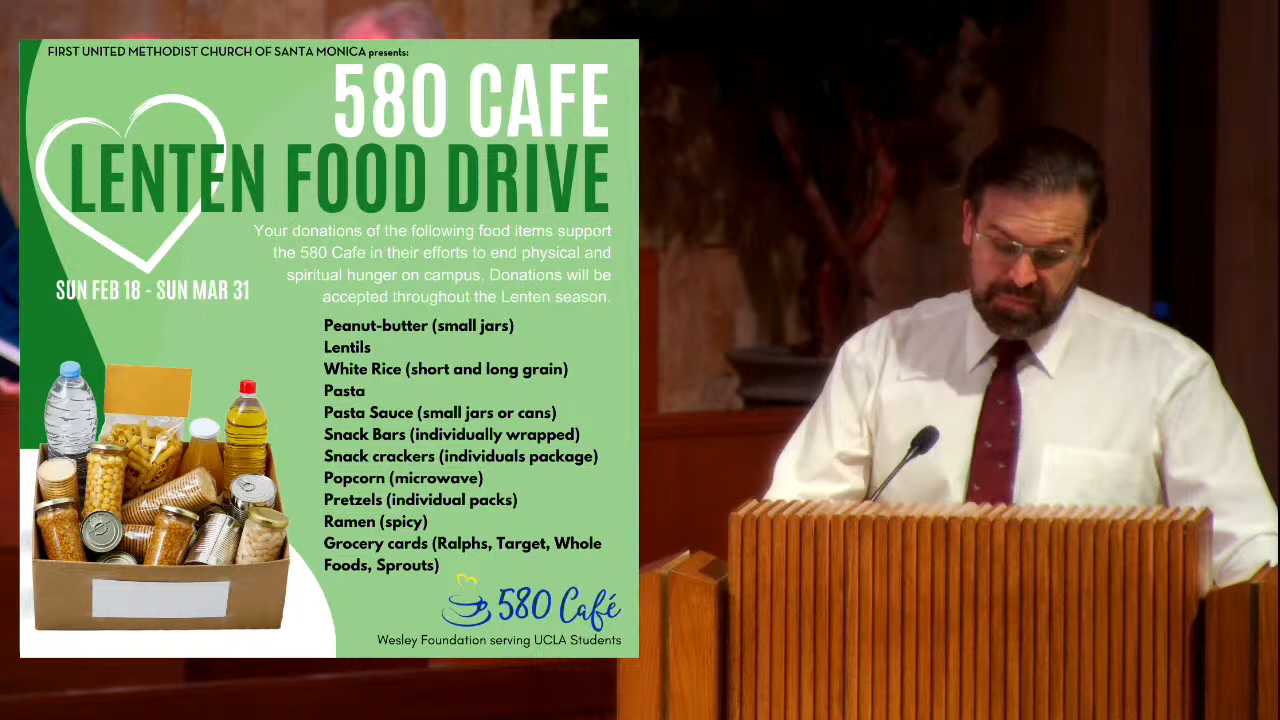 FIRST UNITED METHODIST CHURCH OF SANTA MONICA presents:
580 CAFE
LENTEN FOOD DRIVE
Your donations of the following food items support
the 580 Cafe in their efforts to end physical and
spiritual hunger on campus. Donations will be
accepted throughout the Lenten season.
SUN FEB 18 - SUN MAR 31
Peanut-butter (small jars)
Lentils
White Rice (short and long grain)
Pasta
Pasta Sauce (small jars or cans)
Snack Bars (individually wrapped)
Snack crackers (individuals package)
Popcorn (microwave)
Pretzels (individual packs)
Ramen (spicy)
Grocery cards (Ralphs, Target, Whole
Foods, Sprouts)
580 Café
Wesley Foundation serving UCLA Students